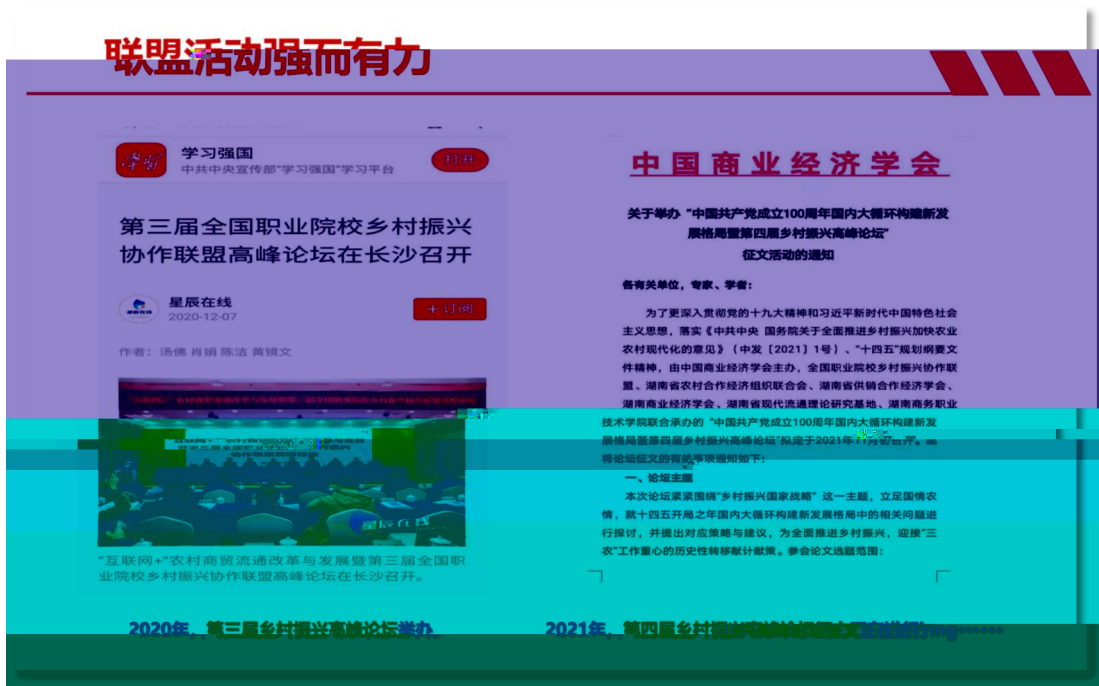 联盟活动强而有力
学习强国
中共中央宣传部“学习强国”学习平台
打开
第三届全国职业院校乡村振兴
协作联盟高峰论坛在长沙召开
星辰在线
2020-12-07
+订阅
作者：汤佛 肖娟 陈洁 黄镜文
星辰在线
“互联网+”农村商贸流通改革与发展暨第三届全国职
业院校乡村振兴协作联盟高峰论坛在长沙召开。
2020年，第三届乡村振兴高峰论坛举办
中国商业经济学会
关于举办“中国共产党成立100周年国内大循环构建新发
展格局暨第四届乡村振兴高峰论坛”
征文活动的通知
各有关单位，专家、学者：
为了更深入贯彻党的十九大精神和习近平新时代中国特色社会
主义思想，落实《中共中央 国务院关于全面推进乡村振兴加快农业
农村现代化的意见》（中发〔2021〕1号）、“十四五”规划纲要文
件精神，由中国商业经济学会主办，全国职业院校乡村振兴协作联
盟、湖南省农村合作经济组织联合会、湖南省供销合作经济学会、
湖南商业经济学会、湖南省现代流通理论研究基地、湖南商务职业
技术学院联合承办的“中国共产党成立100周年国内大循环构建新发
展格局暨第四届乡村振兴高峰论坛”拟定于2021年 召开。现
将论坛征文的有关事项通知如下：
一、论坛主题
本次论坛紧紧围绕“乡村振兴国家战略”这一主题，立足国情农
情，就十四五开局之年国内大循环构建新发展格局中的相关问题进
行探讨，并提出对应策略与建议，为全面推进乡村振兴，迎接“三
农”工作重心的历史性转移献计献策。参会论文选题范围：
2021年，第四届乡村振兴高峰论坛征文